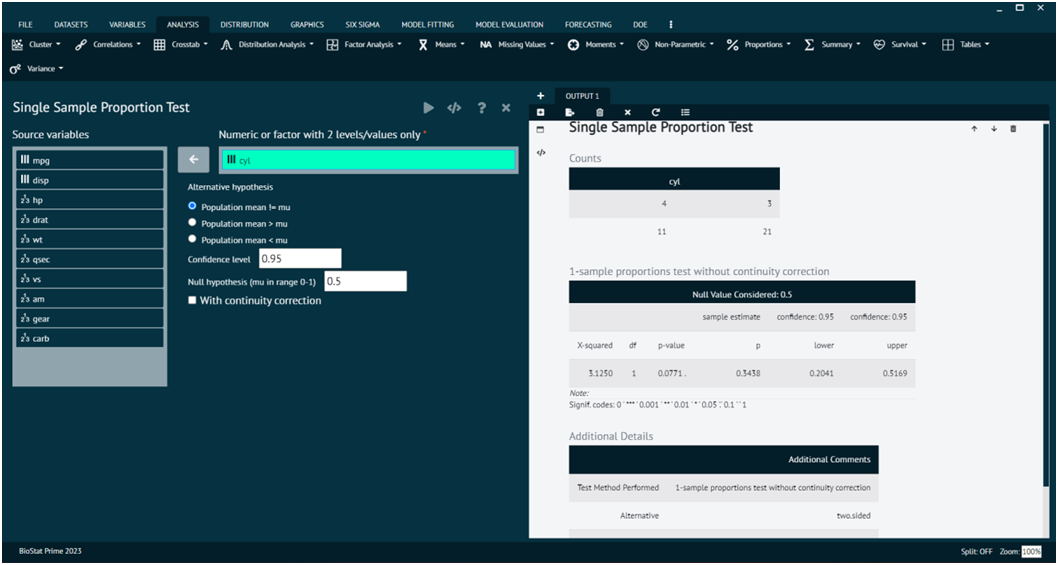 FILE DATASETS VARIABLES ANALYSIS DISTRIBUTION GRAPHICS SIX SIGMA MODEL FITTING MODEL EVALUATION FORECASTING DOE
Cluster Correlations Crosstab Distribution Analysis Factor Analysis Means NA Missing Values Moments Non-Parametric Proportions Summary Survival Tables
σ² Variance
Single Sample Proportion Test
Source variables
mpg
disp
hp
drat
wt
qsec
vs
am
gear
carb
Numeric or factor with 2 levels/values only *
cyl
Alternative hypothesis
Population mean != mu
Population mean > mu
Population mean < mu
Confidence level 0.95
Null hypothesis (mu in range 0-1) 0.5
With continuity correction
OUTPUT 1
Single Sample Proportion Test
Counts
cyl
4 3
11 21
1-sample proportions test without continuity correction
Null Value Considered: 0.5
sample estimate confidence: 0.95 confidence: 0.95
X-squared df p-value p lower upper
3.1250 1 0.0771 . 0.3438 0.2041 0.5169
Note:
Signif. codes: 0 '***' 0.001 '**' 0.01 '*' 0.05 '.' 0.1 ' ' 1
Additional Details
Additional Comments
Test Method Performed 1-sample proportions test without continuity correction
Alternative two.sided
BioStat Prime 2023
Split: OFF Zoom: 100%